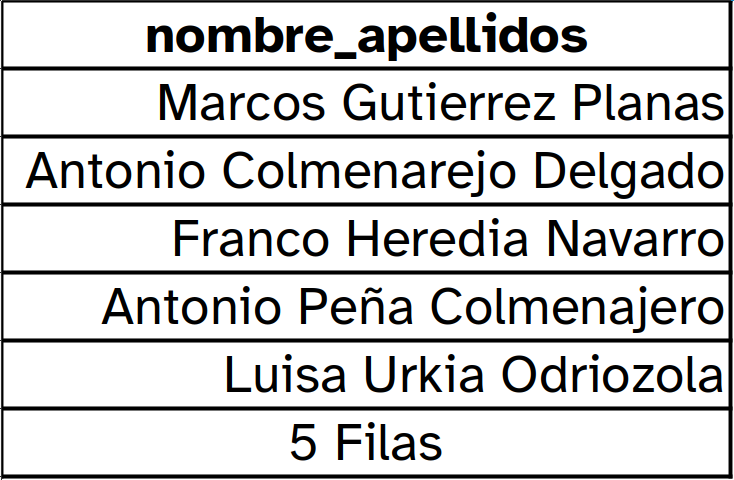 nombre_apellidos
Marcos Gutierrez Planas
Antonio Colmenarejo Delgado
Franco Heredia Navarro
Antonio Peña Colmenajero
Luisa Urkia Odriozola
5 Filas